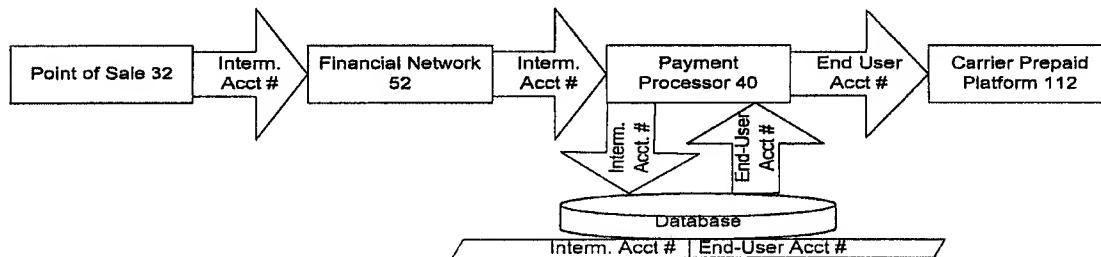 Point of Sale 32
Interm.
Acct #
Financial Network
52
Interm.
Acct #
Payment
Processor 40
End User
Acct #
Carrier Prepaid
Platform 112
Interm.
Acct. #
End-User
Acct #
Database
Interm. Acct # End-User Acct #